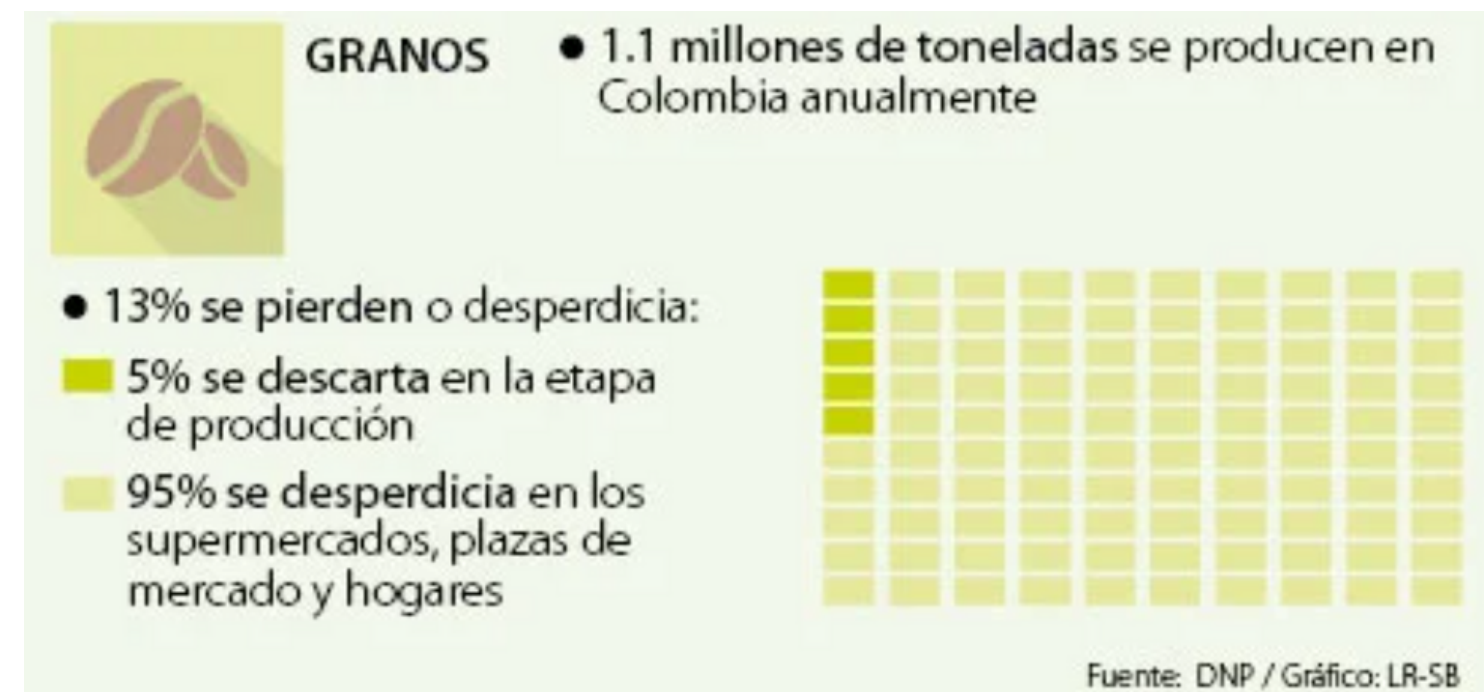 GRANOS
● 1.1 millones de toneladas se producen en
Colombia anualmente
● 13% se pierden o desperdicia:
5% se descarta en la etapa
de producción
95% se desperdicia en los
supermercados, plazas de
mercado y hogares
Fuente: DNP / Gráfico: LR-SB